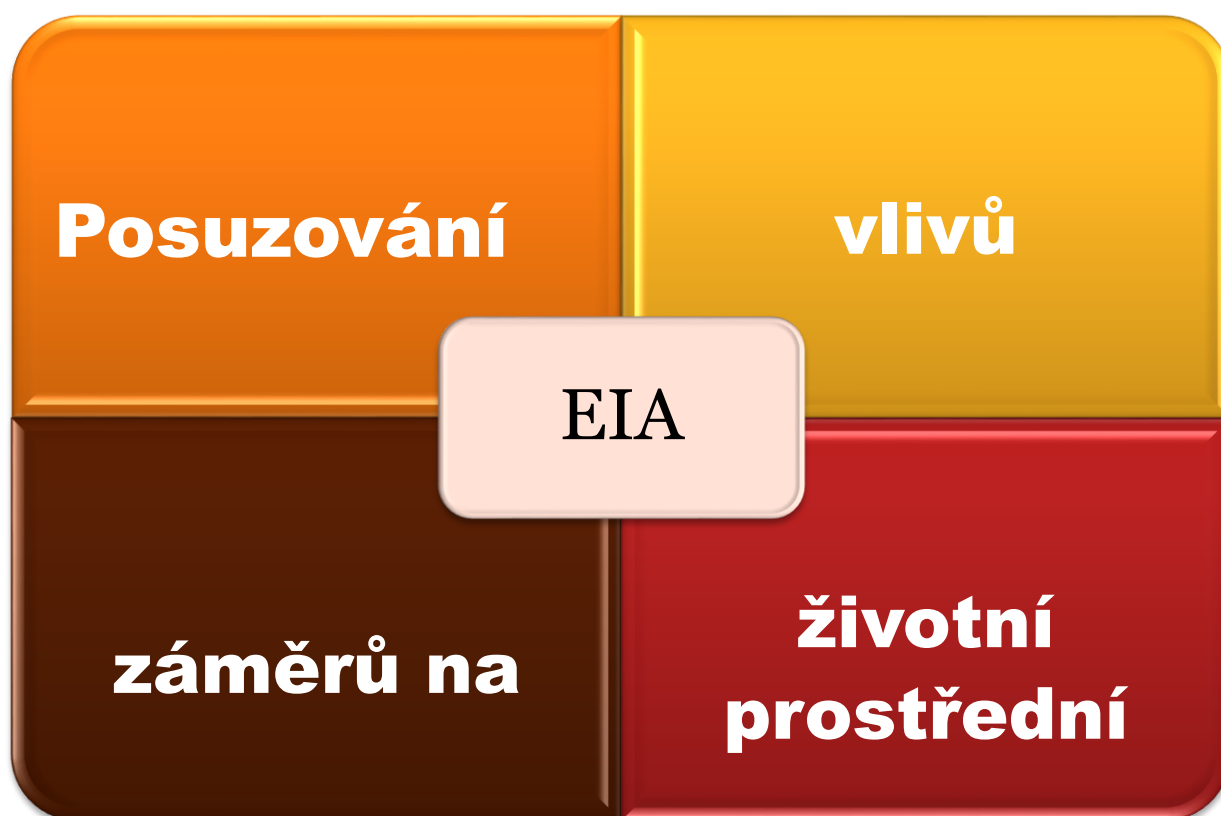 Posuzování
vlivů
EIA
záměrů na
životní
prostřední